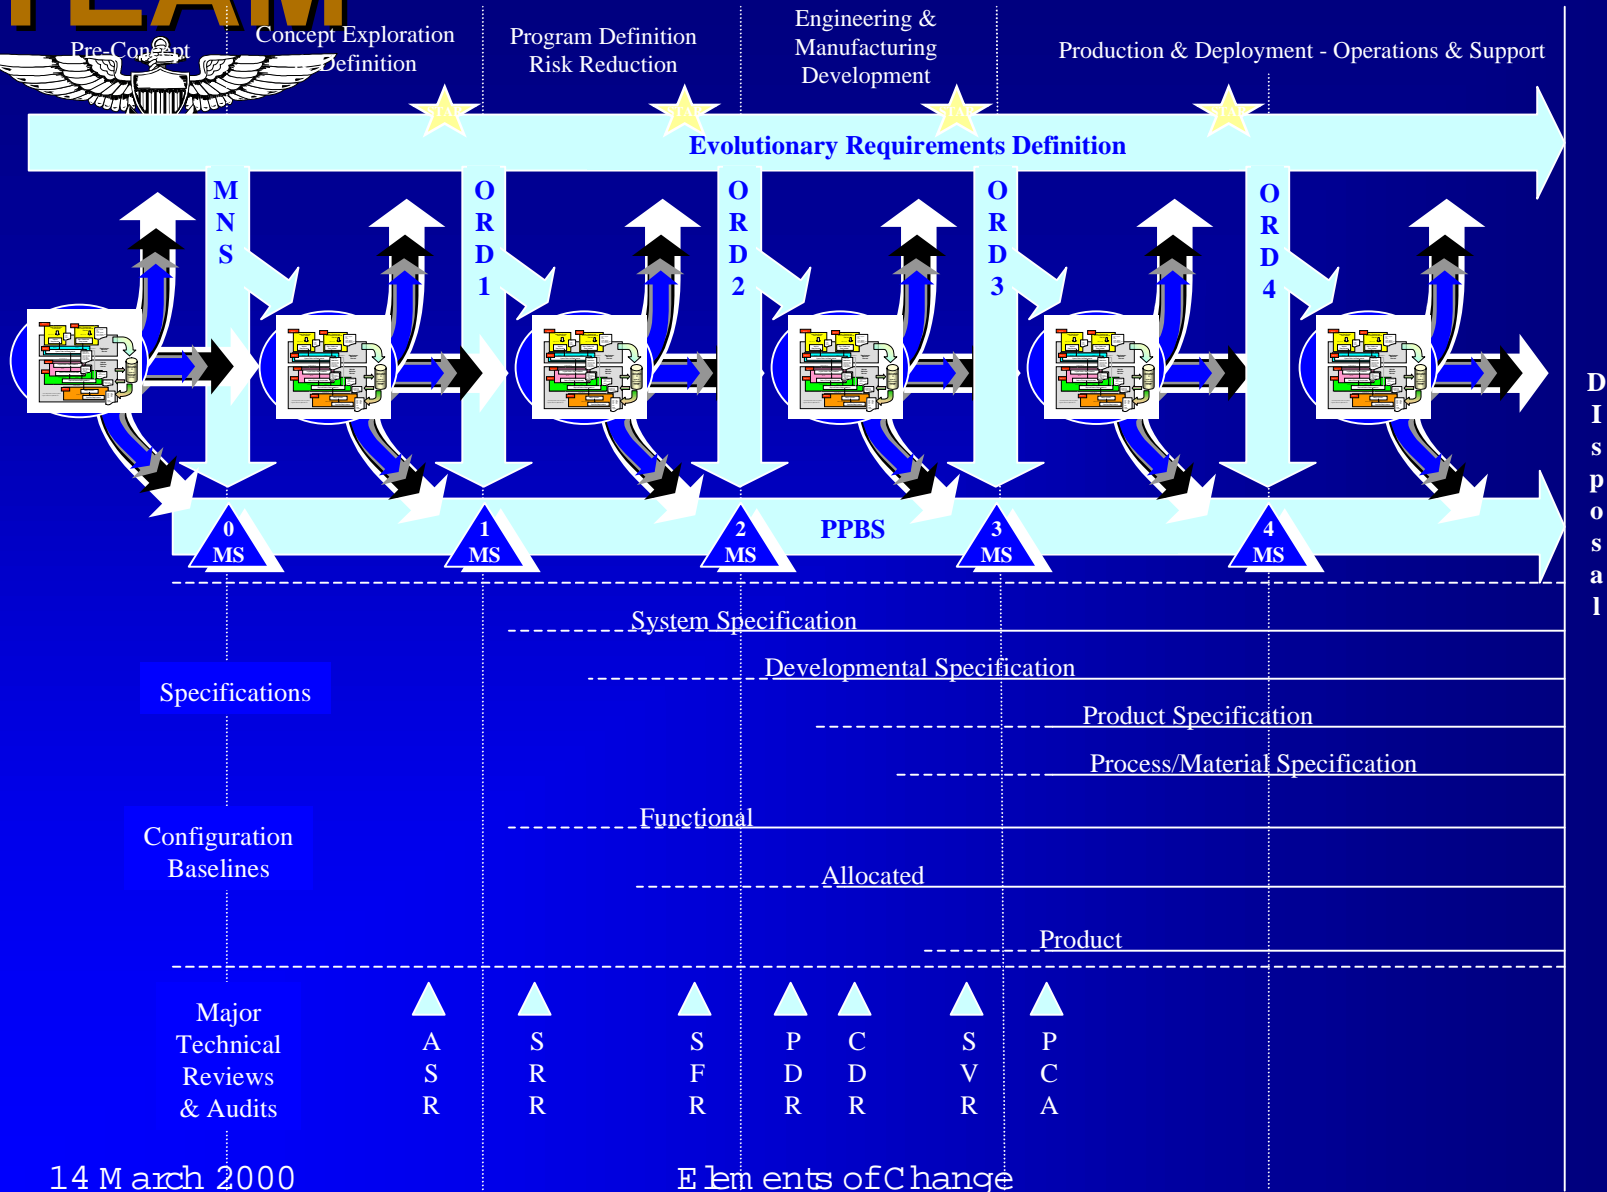 TEAM
Pre-Concept
Concept Exploration
& Definition
Program Definition
Risk Reduction
Engineering &
Manufacturing
Development
Production & Deployment - Operations & Support
Evolutionary Requirements Definition
M
N
S
O
R
D
1
O
R
D
2
O
R
D
3
O
R
D
4
D
I
s
p
o
s
a
l
0
MS
1
MS
2
MS
PPBS
3
MS
4
MS
System Specification
Developmental Specification
Specifications
Product Specification
Process/Material Specification
Functional
Configuration
Baselines
Allocated
Product
Major
Technical
Reviews
& Audits
A
S
R
S
R
R
S
F
R
P
D
R
C
D
R
S
V
R
P
C
A
14 March 2000
Elements of Change